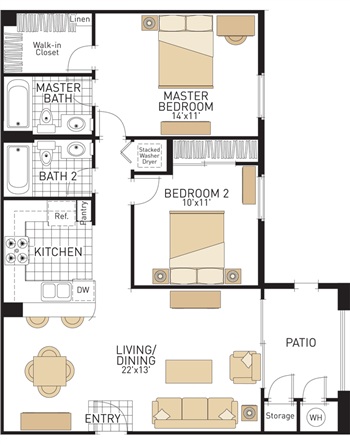 Linen
Walk-in
Closet
MASTER
BATH
MASTER
BEDROOM
14'x11'
BATH 2
Stacked
Washer
Dryer
BEDROOM 2
10'x11'
Ref.
Pantry
KITCHEN
DW
LIVING/
DINING
22'x13'
PATIO
ENTRY
Storage
WH